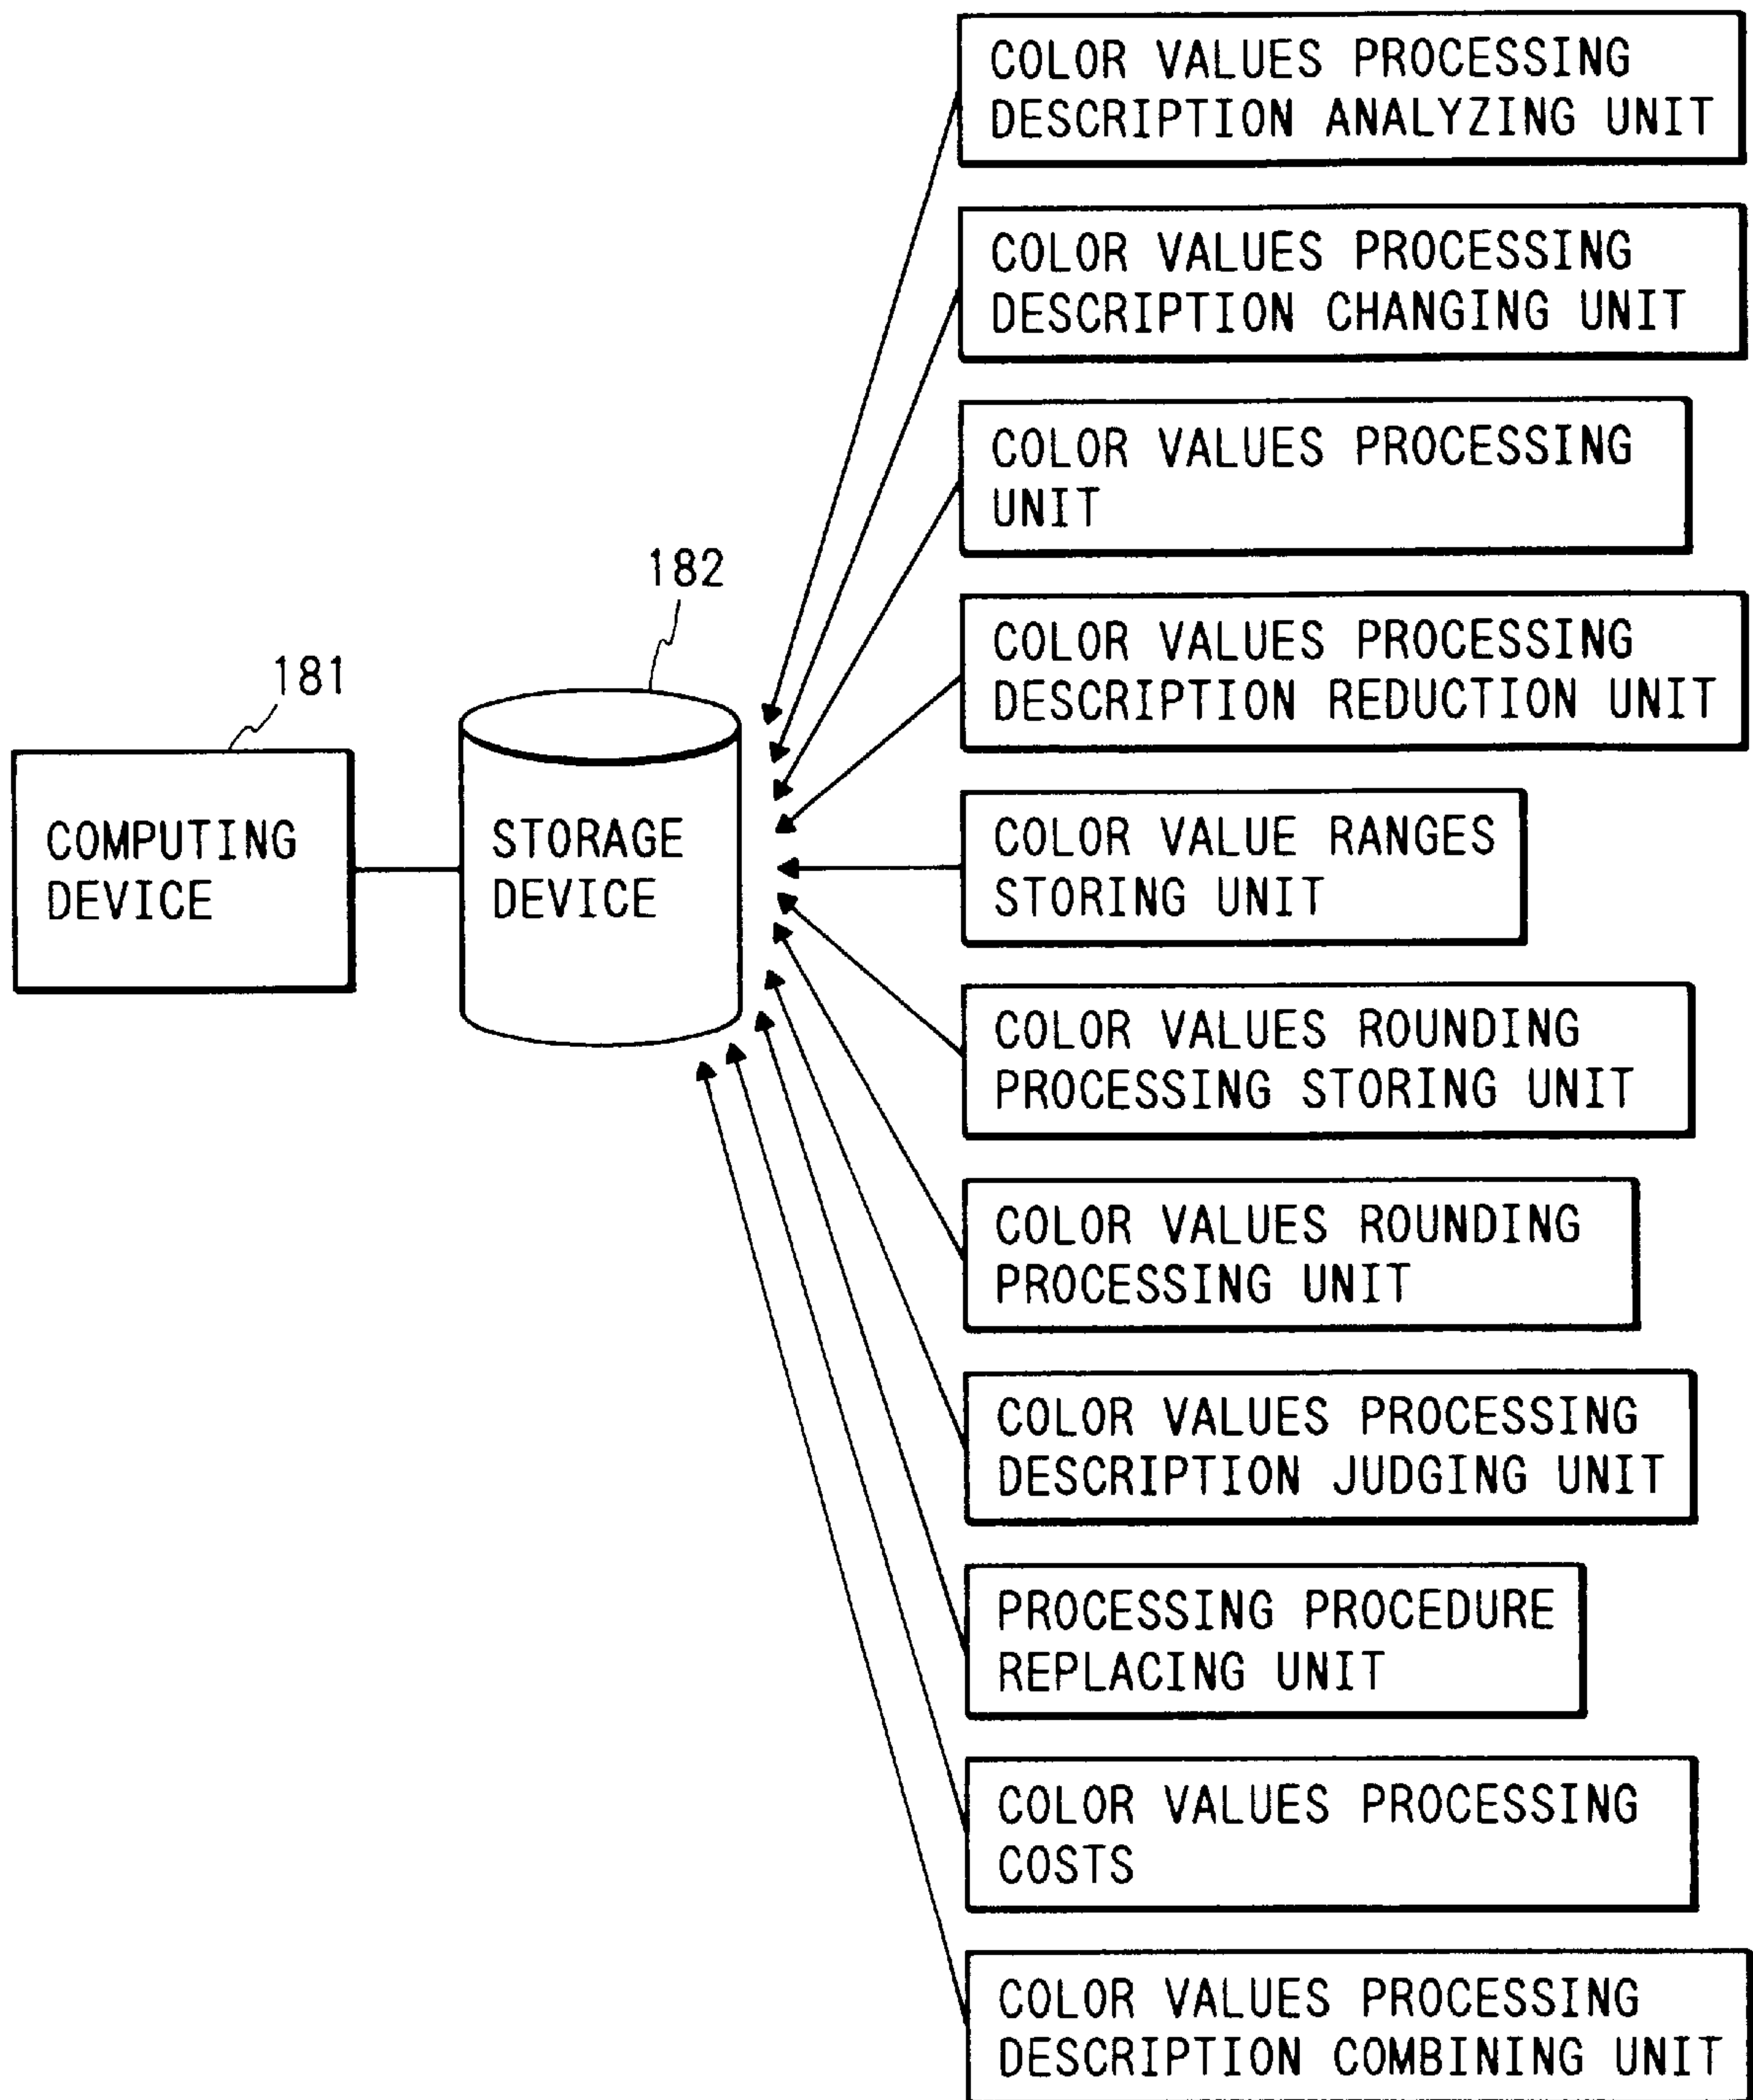 COLOR VALUES PROCESSING
DESCRIPTION ANALYZING UNIT
COLOR VALUES PROCESSING
DESCRIPTION CHANGING UNIT
COLOR VALUES PROCESSING
UNIT
182
COLOR VALUES PROCESSING
DESCRIPTION REDUCTION UNIT
181
COMPUTING
DEVICE
STORAGE
DEVICE
COLOR VALUE RANGES
STORING UNIT
COLOR VALUES ROUNDING
PROCESSING STORING UNIT
COLOR VALUES ROUNDING
PROCESSING UNIT
COLOR VALUES PROCESSING
DESCRIPTION JUDGING UNIT
PROCESSING PROCEDURE
REPLACING UNIT
COLOR VALUES PROCESSING
COSTS
COLOR VALUES PROCESSING
DESCRIPTION COMBINING UNIT